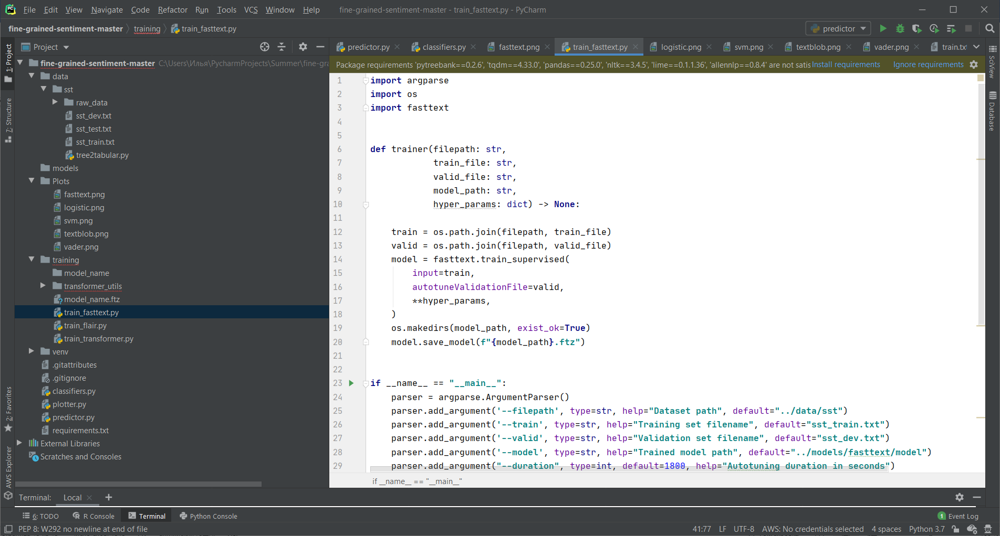 File Edit View Navigate Code Refactor Run Tools VCS Window Help fine-grained-sentiment-master - train_fasttext.py - PyCharm
fine-grained-sentiment-master training train_fasttext.py predictor
Project
predictor.py classifiers.py fasttext.png train_fasttext.py logistic.png svm.png textblob.png vader.png train.txt
Package requirements 'pytreebank==0.2.6', 'tqdm==4.33.0', 'pandas==0.25.0', 'nltk==3.4.5', 'lime==0.1.1.36', 'allennlp==0.8.4' are not satis Install requirements Ignore requirements
1: Project
7: Structure
2: Favorites
AWS Explorer
fine-grained-sentiment-master C:\Users\Илья\PycharmProjects\Summer\fine-gra
data
sst
raw_data
sst_dev.txt
sst_test.txt
sst_train.txt
tree2tabular.py
models
Plots
fasttext.png
logistic.png
svm.png
textblob.png
vader.png
training
model_name
transformer_utils
model_name.ftz
train_fasttext.py
train_flair.py
train_transformer.py
venv
.gitattributes
.gitignore
classifiers.py
plotter.py
predictor.py
requirements.txt
External Libraries
Scratches and Consoles
1 import argparse
2 import os
3 import fasttext
4
5
6 def trainer(filepath: str,
7 train_file: str,
8 valid_file: str,
9 model_path: str,
10 hyper_params: dict) -> None:
11
12 train = os.path.join(filepath, train_file)
13 valid = os.path.join(filepath, valid_file)
14 model = fasttext.train_supervised(
15 input=train,
16 autotuneValidationFile=valid,
17 **hyper_params,
18 )
19 os.makedirs(model_path, exist_ok=True)
20 model.save_model(f"{model_path}.ftz")
21
22
23 if __name__ == "__main__":
24 parser = argparse.ArgumentParser()
25 parser.add_argument('--filepath', type=str, help="Dataset path", default="../data/sst")
26 parser.add_argument('--train', type=str, help="Training set filename", default="sst_train.txt")
27 parser.add_argument('--valid', type=str, help="Validation set filename", default="sst_dev.txt")
28 parser.add_argument('--model', type=str, help="Trained model path", default="../models/fasttext/model")
29 parser.add_argument("--duration", type=int, default=1800, help="Autotuning duration in seconds")
if __name__ == "__main__"
SciView
Database
Terminal: Local
6: TODO R Console Terminal Python Console 1 Event Log
PEP 8: W292 no newline at end of file 41:77 LF UTF-8 AWS: No credentials selected 4 spaces Python 3.7